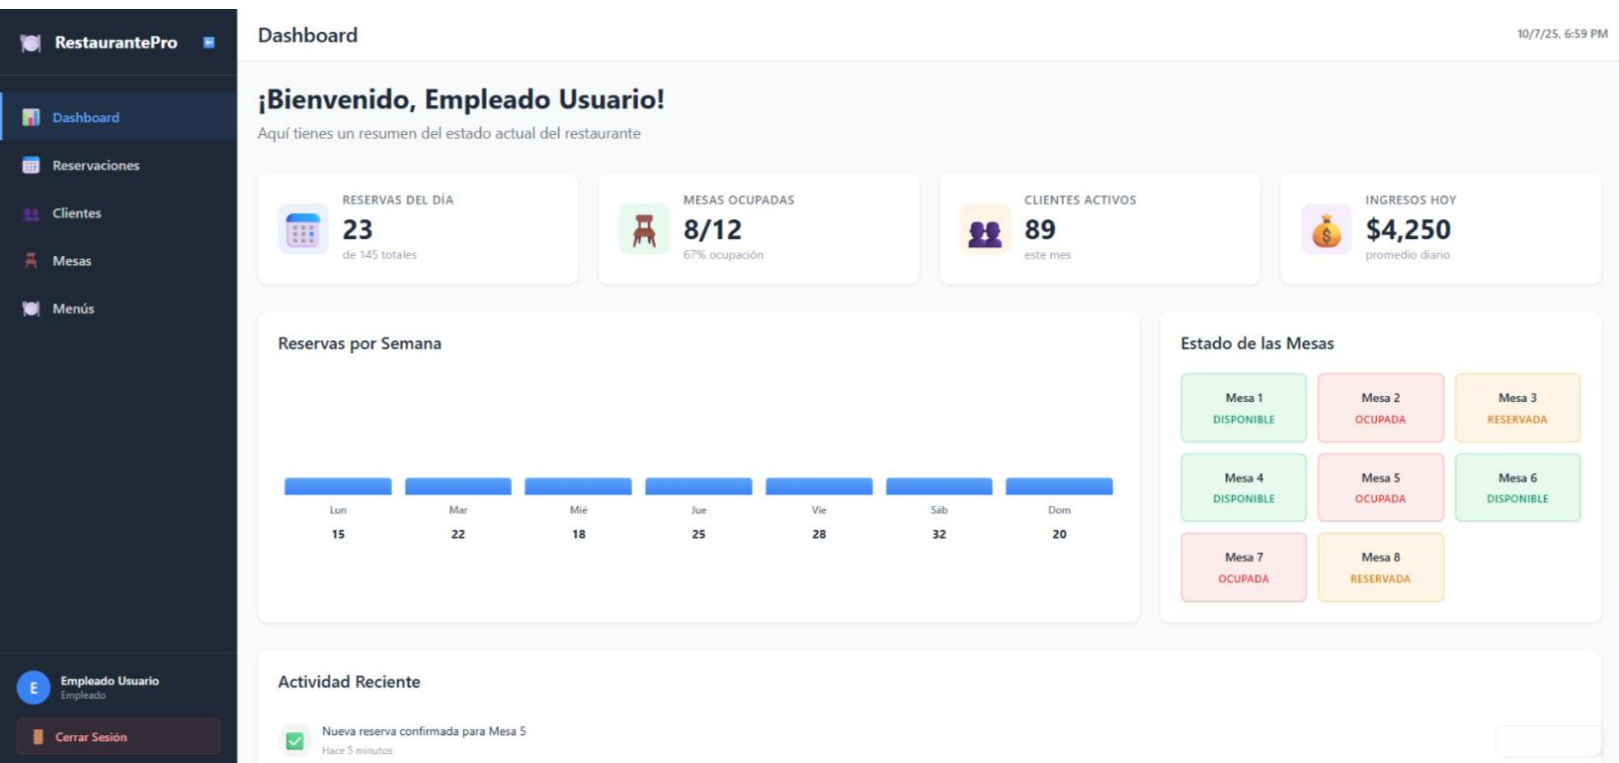 RestaurantePro
Dashboard
Reservaciones
Clientes
Mesas
Menús
Empleado Usuario
E
Empleado
Cerrar Sesión
Dashboard
10/7/25, 6:59 PM
¡Bienvenido, Empleado Usuario!
Aquí tienes un resumen del estado actual del restaurante
RESERVAS DEL DÍA
23
de 145 totales
MESAS OCUPADAS
8/12
67% ocupación
CLIENTES ACTIVOS
89
este mes
INGRESOS HOY
$4,250
promedio diario
Reservas por Semana
Lun Mar Mié Jue Vie Sáb Dom
15 22 18 25 28 32 20
Estado de las Mesas
Mesa 1
DISPONIBLE
Mesa 2
OCUPADA
Mesa 3
RESERVADA
Mesa 4
DISPONIBLE
Mesa 5
OCUPADA
Mesa 6
DISPONIBLE
Mesa 7
OCUPADA
Mesa 8
RESERVADA
Actividad Reciente
Nueva reserva confirmada para Mesa 5
Hace 5 minutos